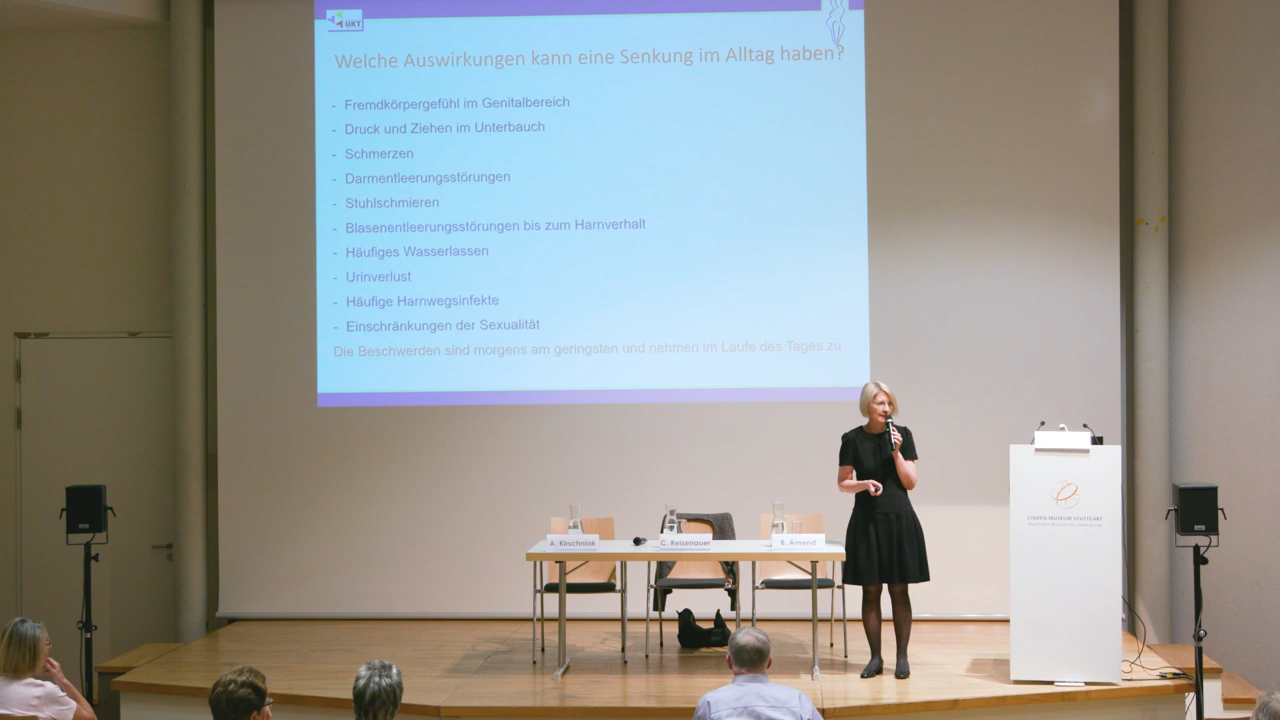 UKT
Welche Auswirkungen kann eine Senkung im Alltag haben?
- Fremdkörpergefühl im Genitalbereich
- Druck und Ziehen im Unterbauch
- Schmerzen
- Darmentleerungsstörungen
- Stuhlschmieren
- Blasenentleerungsstörungen bis zum Harnverhalt
- Häufiges Wasserlassen
- Urinverlust
- Häufige Harnwegsinfekte
- Einschränkungen der Sexualität
Die Beschwerden sind morgens am geringsten und nehmen im Laufe des Tages zu
A. Kirschniak
C. Reisenauer
B. Amend
LINDEN-MUSEUM STUTTGART